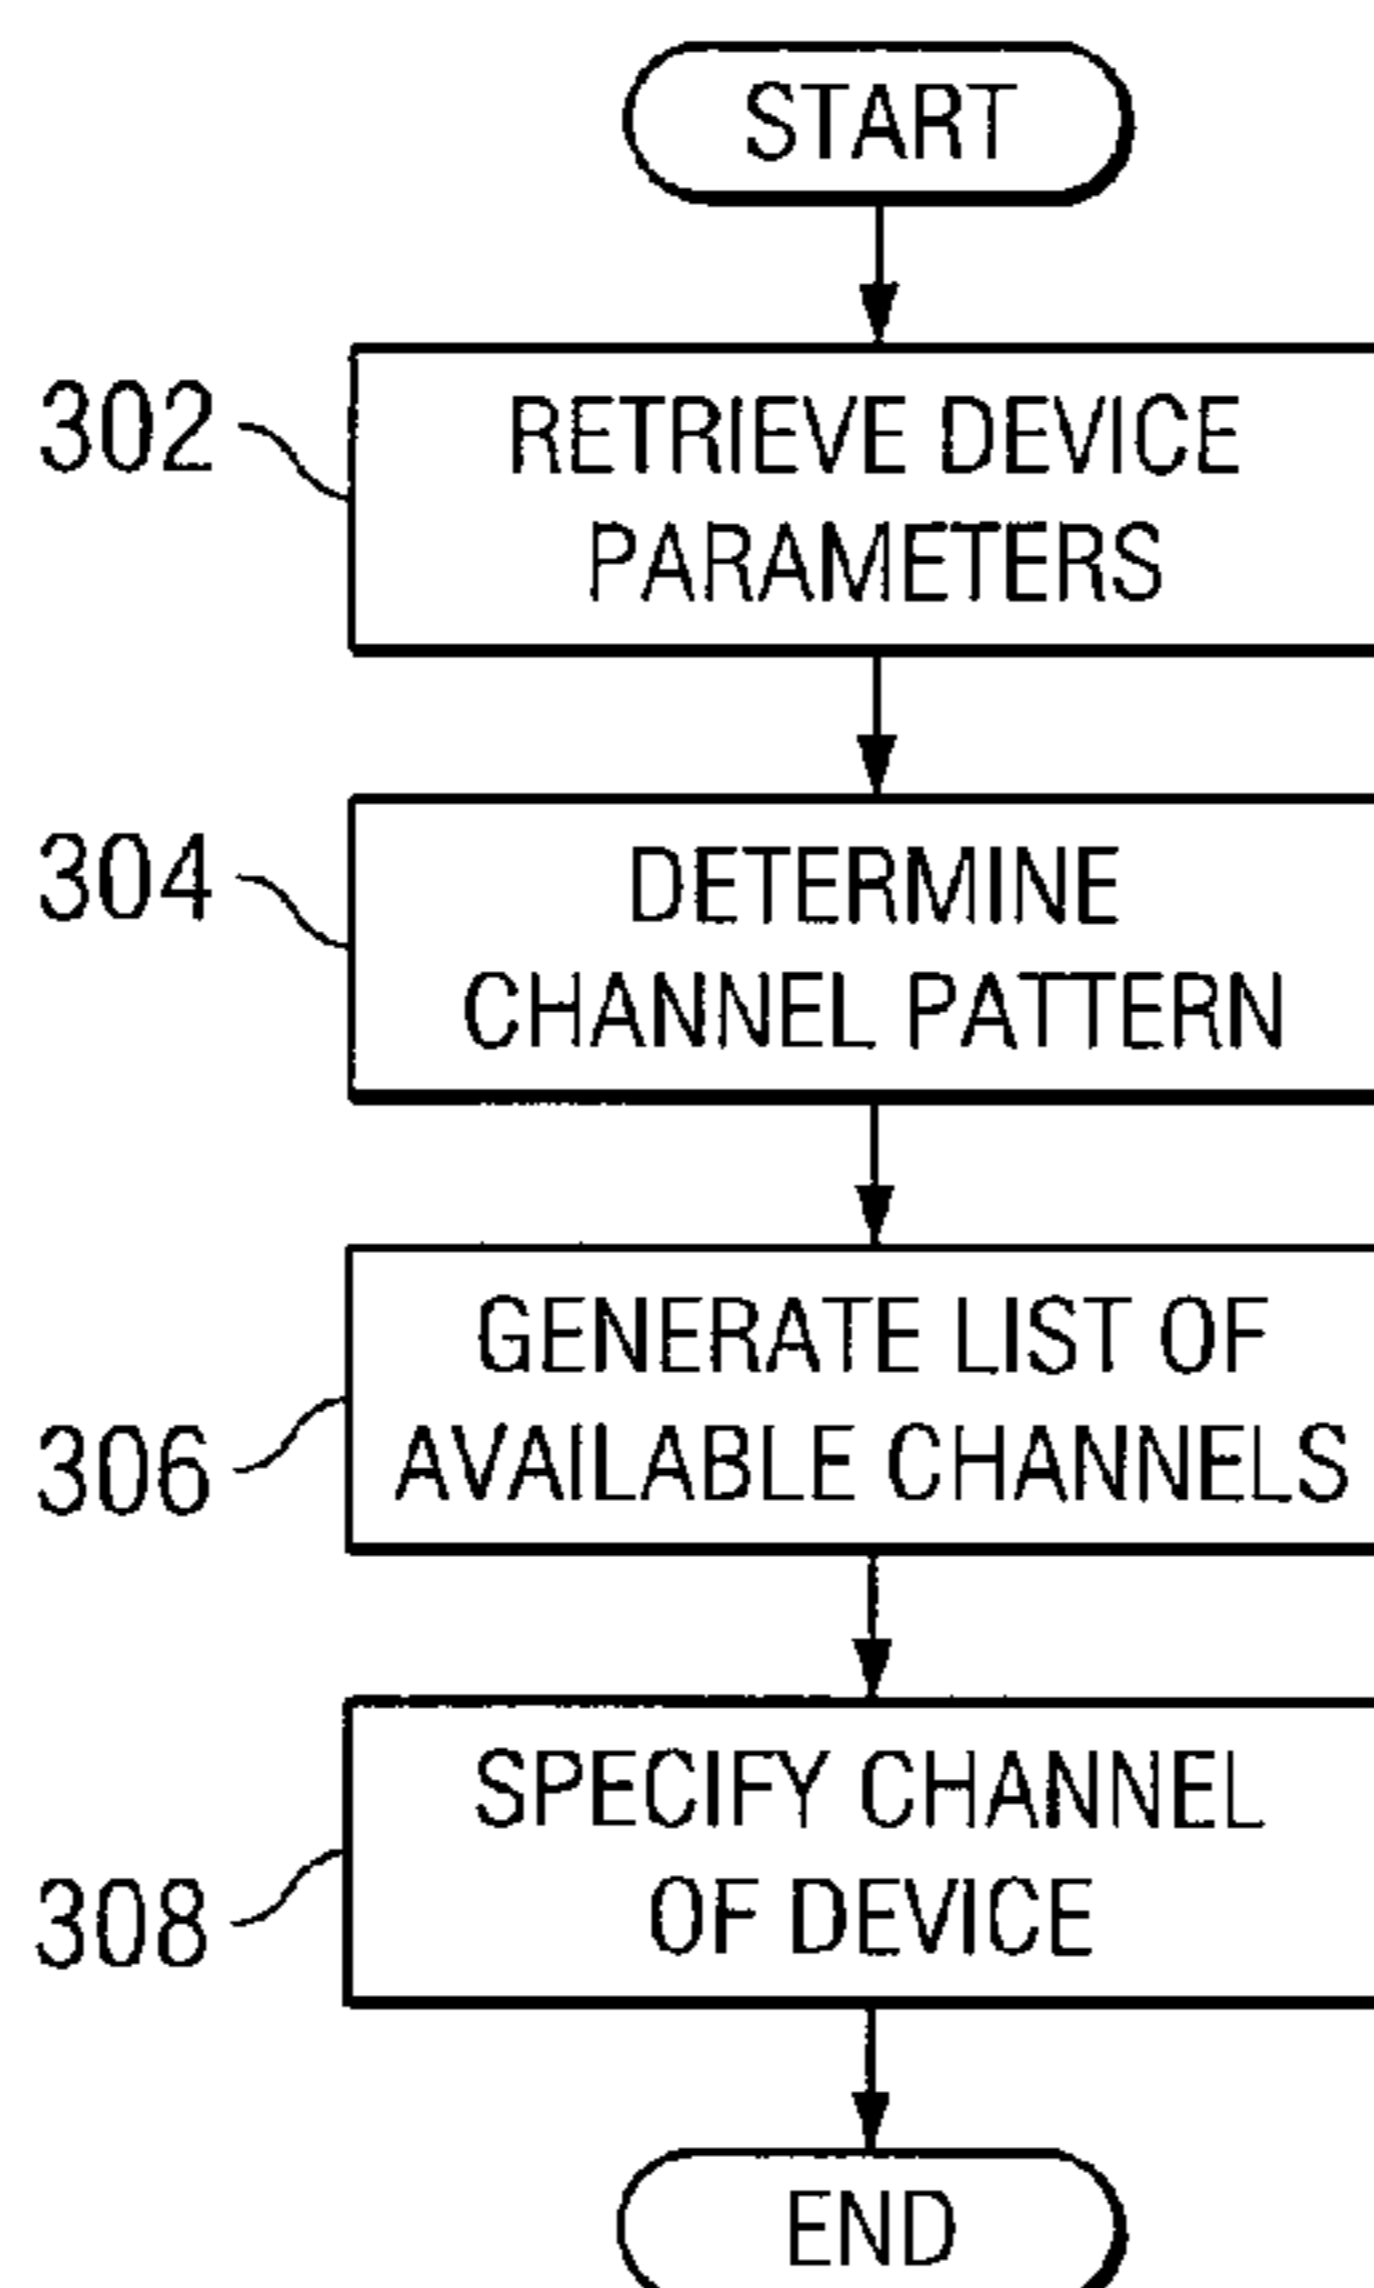 START
302
RETRIEVE DEVICE
PARAMETERS
304
DETERMINE
CHANNEL PATTERN
GENERATE LIST OF
306
AVAILABLE CHANNELS
SPECIFY CHANNEL
308
OF DEVICE
END